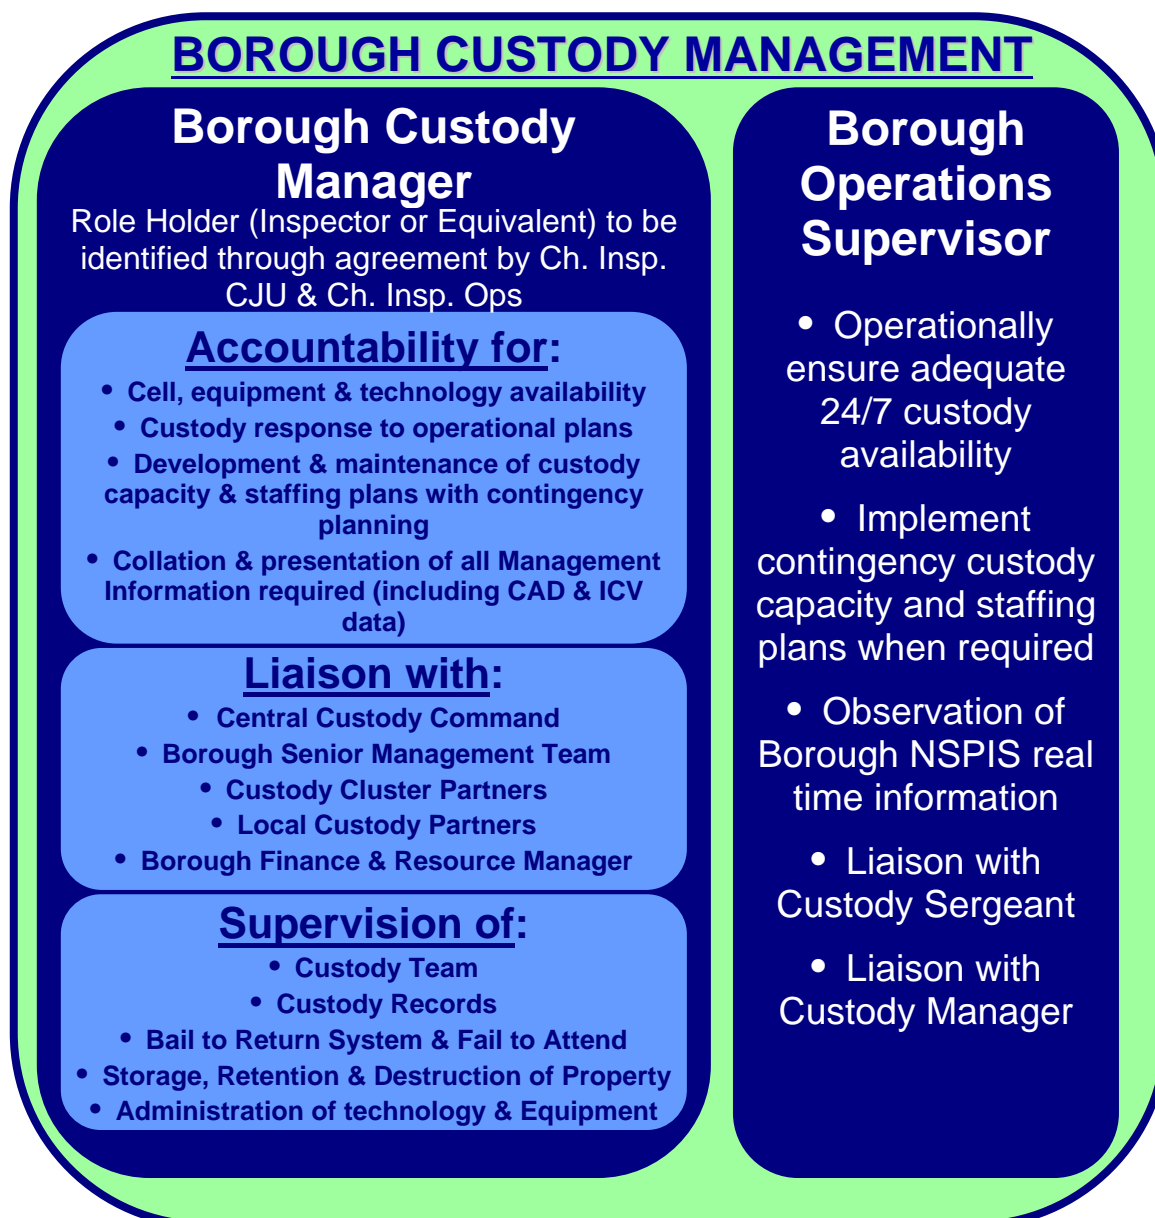 BOROUGH CUSTODY MANAGEMENT
Borough Custody
Manager
Role Holder (Inspector or Equivalent) to be
identified through agreement by Ch. Insp.
CJU & Ch. Insp. Ops
Accountability for:
• Cell, equipment & technology availability
• Custody response to operational plans
• Development & maintenance of custody
capacity & staffing plans with contingency
planning
• Collation & presentation of all Management
Information required (including CAD & ICV
data)
Liaison with:
• Central Custody Command
• Borough Senior Management Team
• Custody Cluster Partners
• Local Custody Partners
• Borough Finance & Resource Manager
Supervision of:
• Custody Team
• Custody Records
• Bail to Return System & Fail to Attend
• Storage, Retention & Destruction of Property
• Administration of technology & Equipment
Borough
Operations
Supervisor
• Operationally
ensure adequate
24/7 custody
availability
• Implement
contingency custody
capacity and staffing
plans when required
• Observation of
Borough NSPIS real
time information
• Liaison with
Custody Sergeant
• Liaison with
Custody Manager